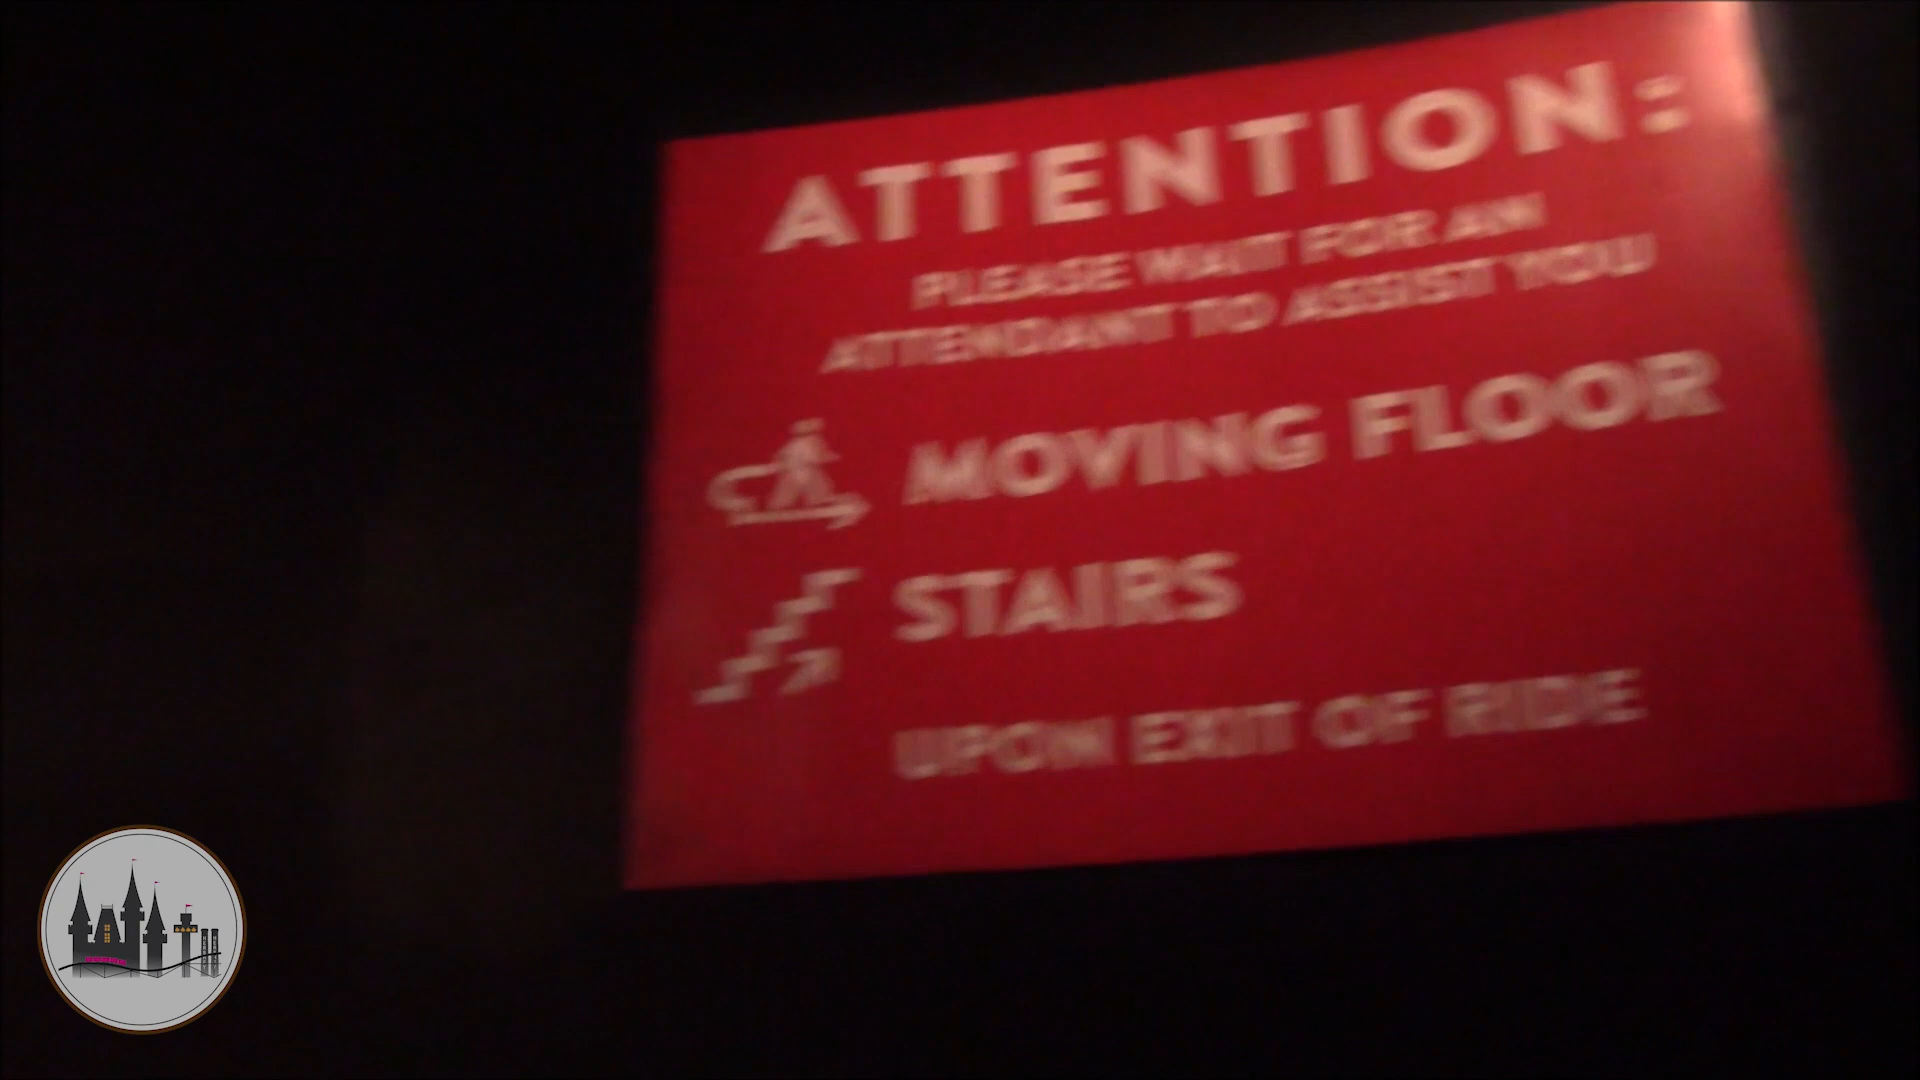 ATTENTION:
PLEASE WAIT FOR AN
ATTENDANT TO ASSIST YOU
MOVING FLOOR
STAIRS
UPON EXIT OF RIDE